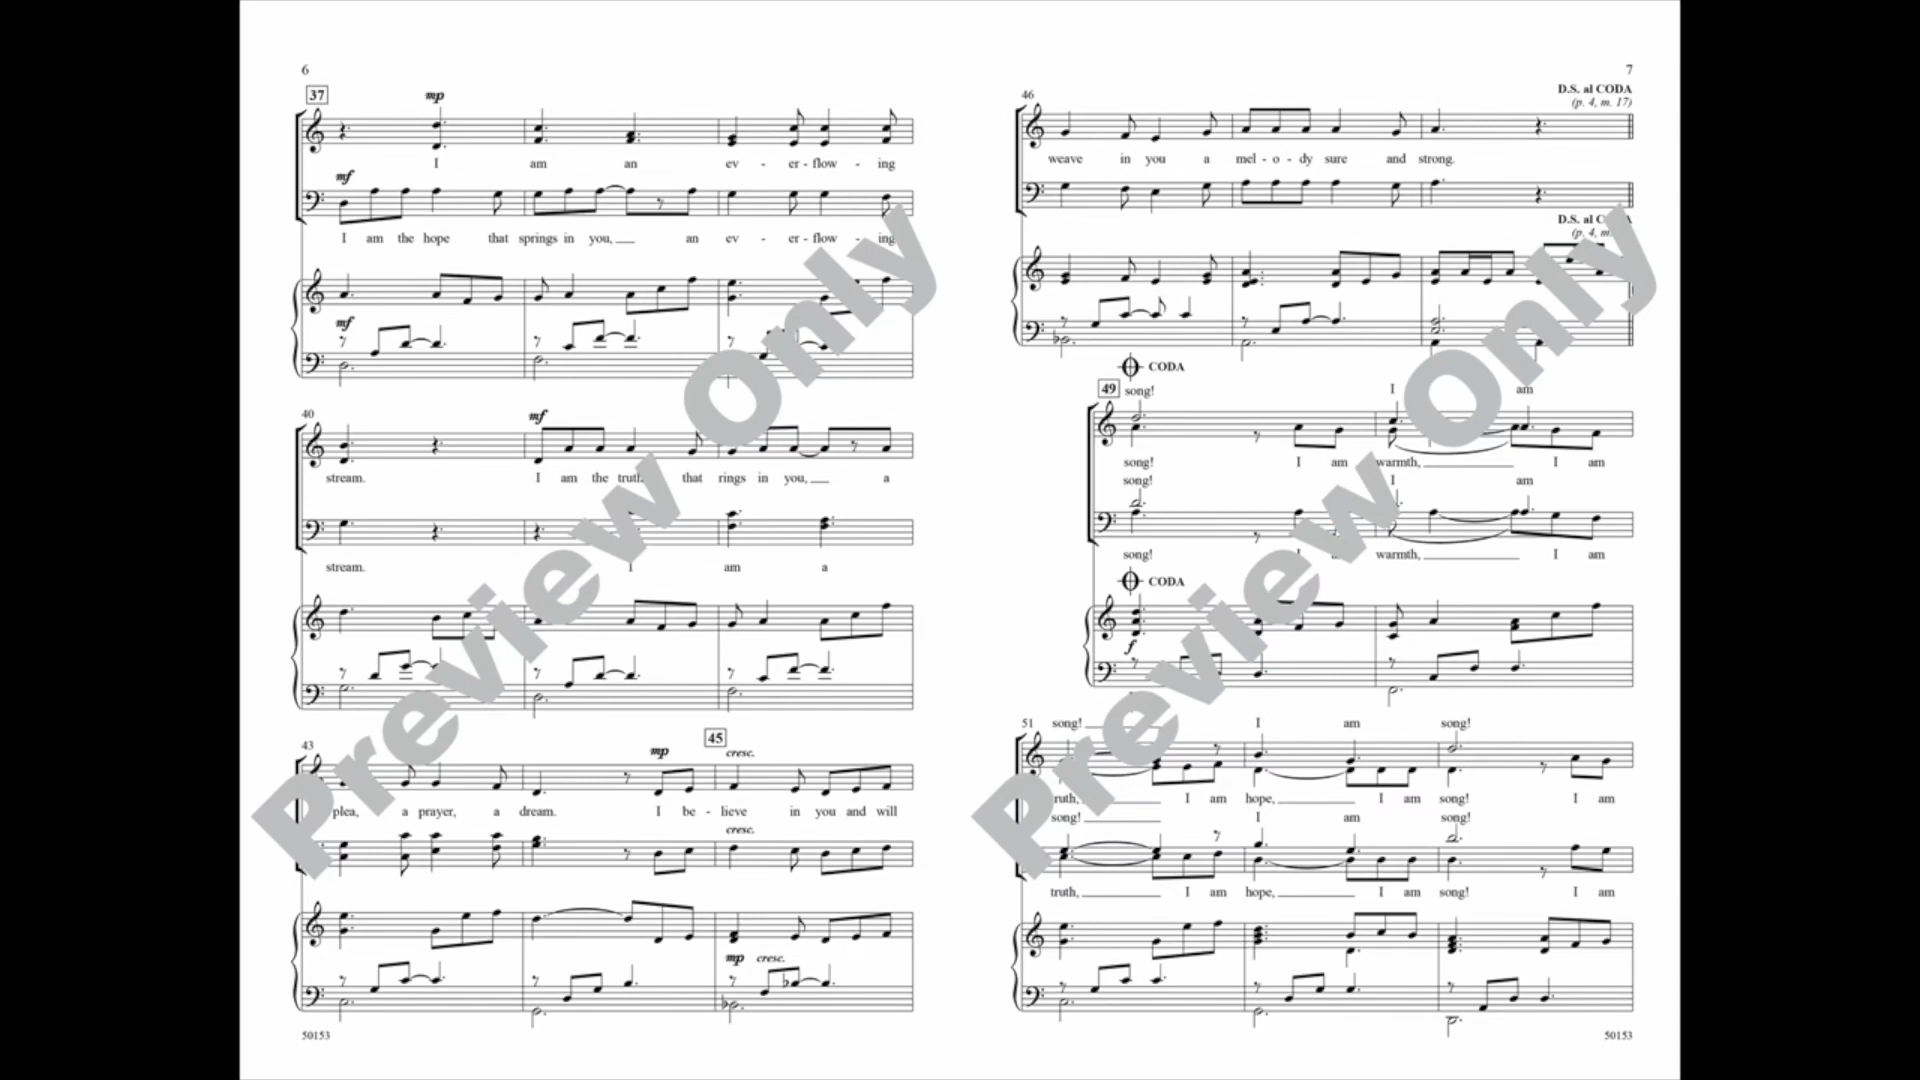 6
37
mp
I am an ev - er - flow - ing
mf
I am the hope that springs in you, an ev - er - flow - ing
mf
40
mf
stream. I am the truth that rings in you, a
stream. I am a
43
mp
45
cresc.
plea, a prayer, a dream. I be - lieve in you and will
cresc.
mp cresc.
50153
Preview Only
7
46
D.S. al CODA
(p. 4, m. 17)
weave in you a mel - o - dy sure and strong.
D.S. al CODA
(p. 4, m.
CODA
49
song! I am
song! I am warmth, I am
song! I am
song! I warmth, I am
CODA
f
51
song! I am song!
truth, I am hope, I am song! I am
song! I am song!
truth, I am hope, I am song! I am
50153
Preview Only